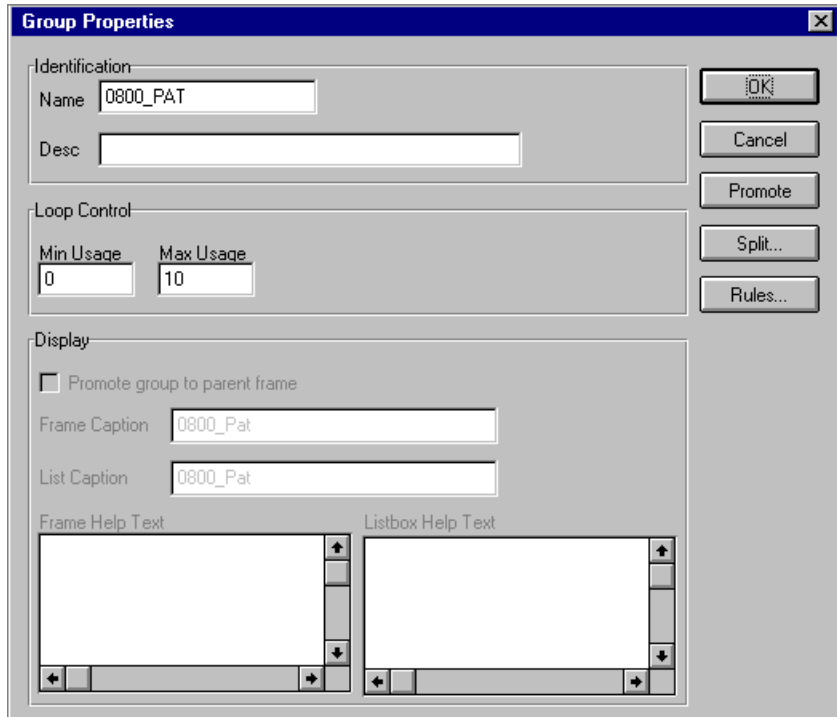 Group Properties
Identification
Name 0800_PAT
Desc
OK
Cancel
Promote
Split...
Rules...
Loop Control
Min Usage Max Usage
0 10
Display
Promote group to parent frame
Frame Caption 0800_Pat
List Caption 0800_Pat
Frame Help Text Listbox Help Text